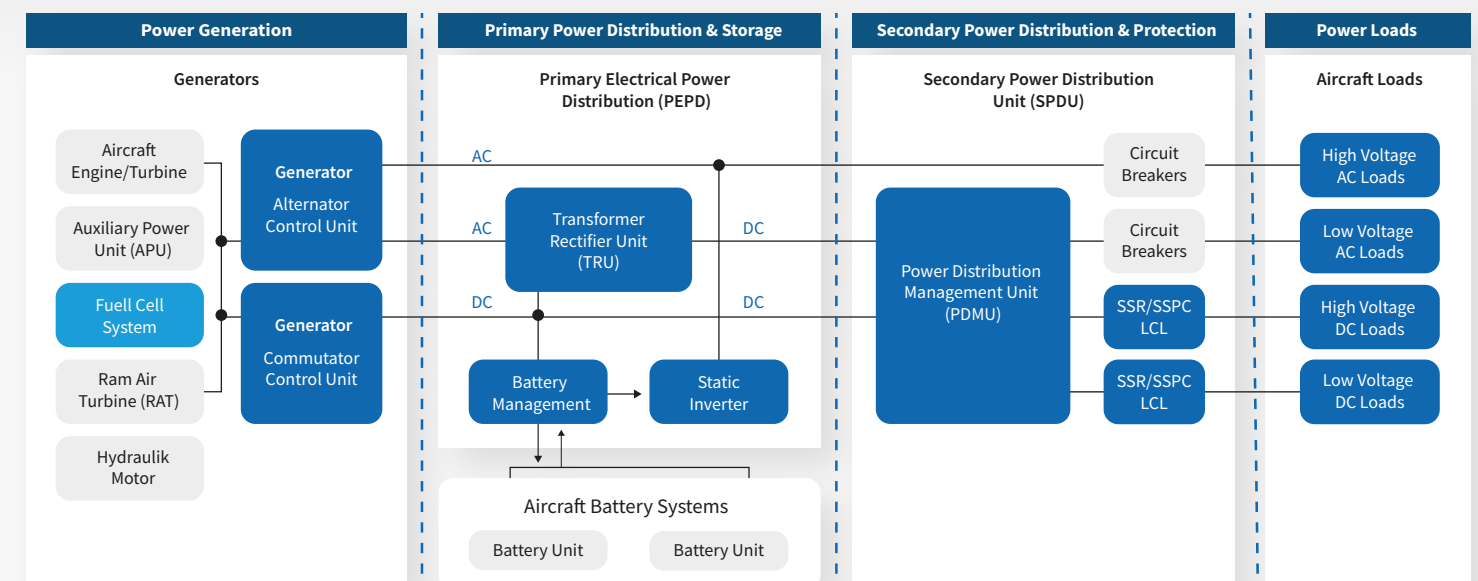 Power Generation
Generators
Aircraft
Engine/Turbine
Auxiliary Power
Unit (APU)
Fuell Cell
System
Ram Air
Turbine (RAT)
Hydraulik
Motor
Generator
Alternator
Control Unit
Generator
Commutator
Control Unit
Primary Power Distribution & Storage
Primary Electrical Power
Distribution (PEPD)
AC
AC
DC
Transformer
Rectifier Unit
(TRU)
DC
DC
Battery
Management
Static
Inverter
Aircraft Battery Systems
Battery Unit
Battery Unit
Secondary Power Distribution & Protection
Secondary Power Distribution
Unit (SPDU)
Power Distribution
Management Unit
(PDMU)
Circuit
Breakers
Circuit
Breakers
SSR/SSPC
LCL
SSR/SSPC
LCL
Power Loads
Aircraft Loads
High Voltage
AC Loads
Low Voltage
AC Loads
High Voltage
DC Loads
Low Voltage
DC Loads